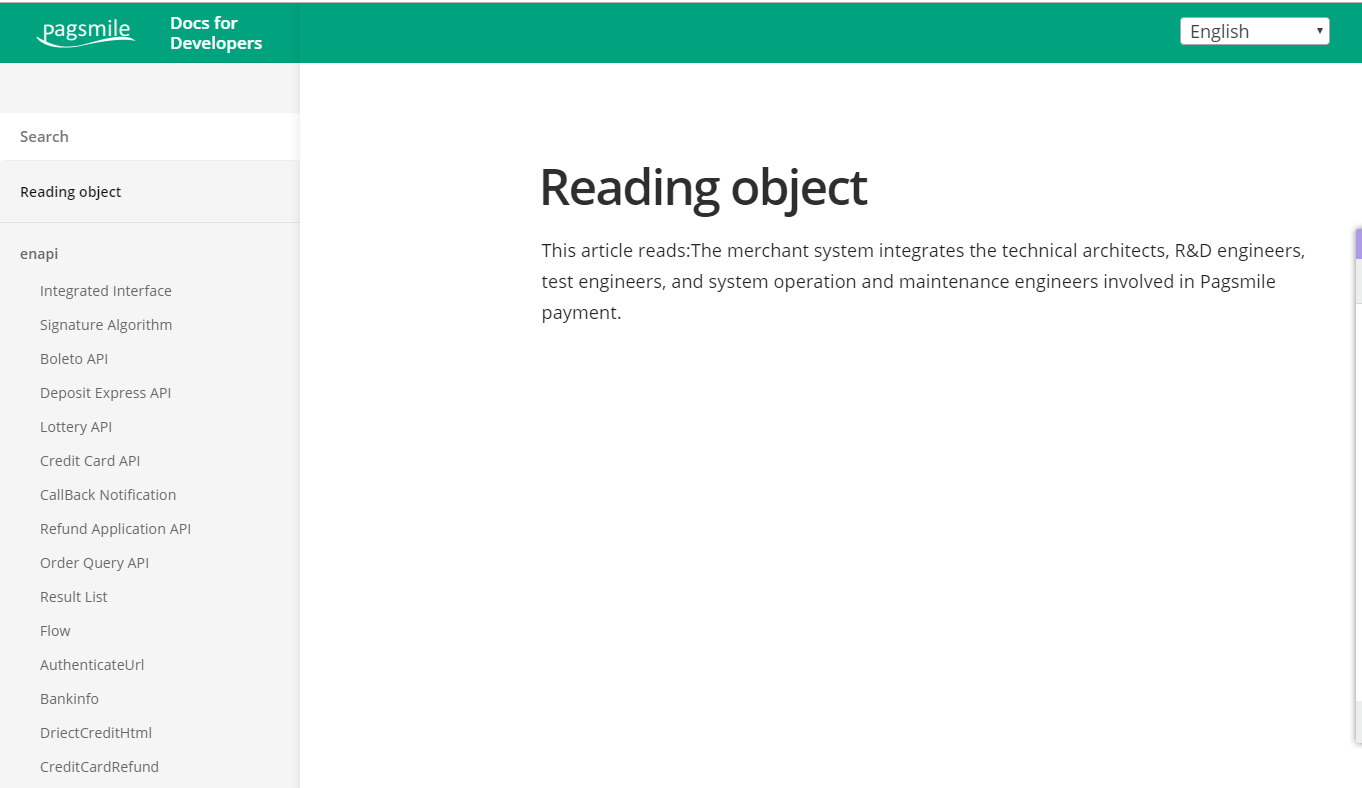 pagsmile
Docs for
Developers
English
Search
Reading object
enapi
Integrated Interface
Signature Algorithm
Boleto API
Deposit Express API
Lottery API
Credit Card API
CallBack Notification
Refund Application API
Order Query API
Result List
Flow
AuthenticateUrl
Bankinfo
DriectCreditHtml
CreditCardRefund
Reading object
This article reads:The merchant system integrates the technical architects, R&D engineers,
test engineers, and system operation and maintenance engineers involved in Pagsmile
payment.